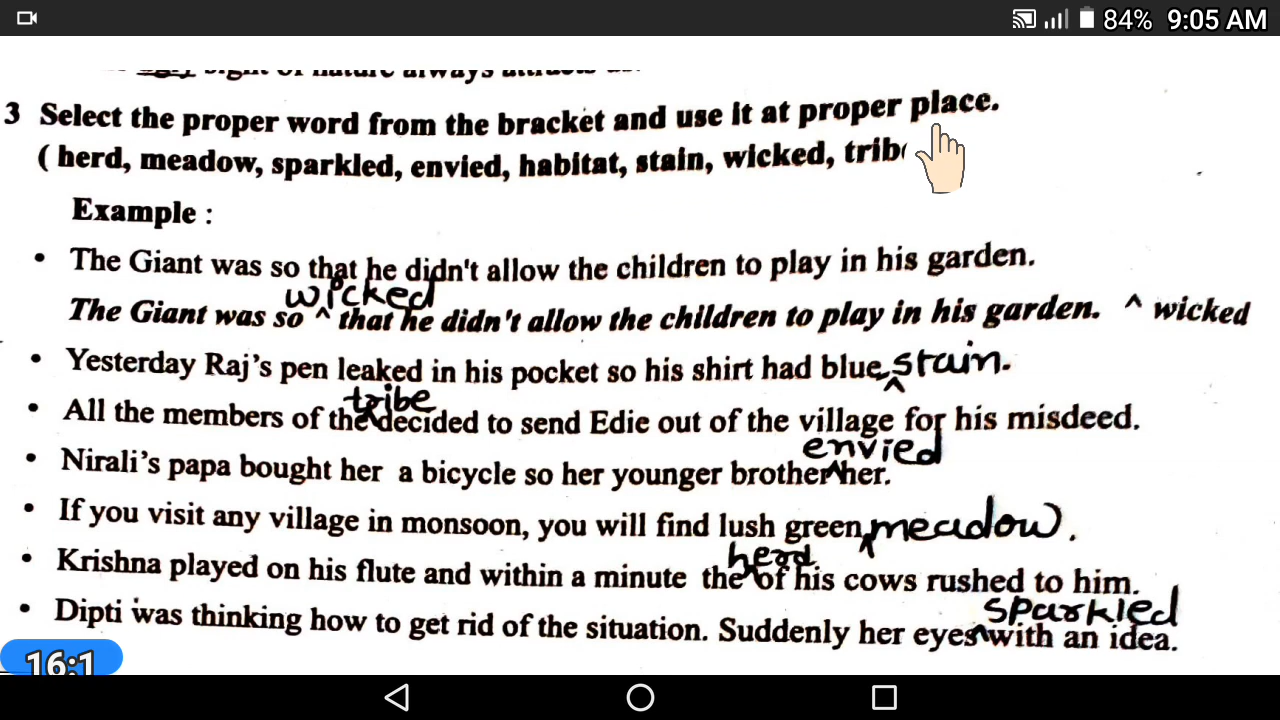 84% 9:05 AM
3 Select the proper word from the bracket and use it at proper place.
( herd, meadow, sparkled, envied, habitat, stain, wicked,
Example :
• The Giant was so that he didn't allow the children to play in his garden.
wicked
The Giant was so ^ that he didn't allow the children to play in his garden. ^ wicked
• Yesterday Raj's pen leaked in his pocket so his shirt had blue ^ stain.
tribe
• All the members of the ^ decided to send Edie out of the village for his misdeed.
envied
• Nirali's papa bought her a bicycle so her younger brother ^ her.
• If you visit any village in monsoon, you will find lush green ^ meadow.
herd
• Krishna played on his flute and within a minute the ^ of his cows rushed to him.
sparkled
• Dipti was thinking how to get rid of the situation. Suddenly her eyes ^ with an idea.
16:1